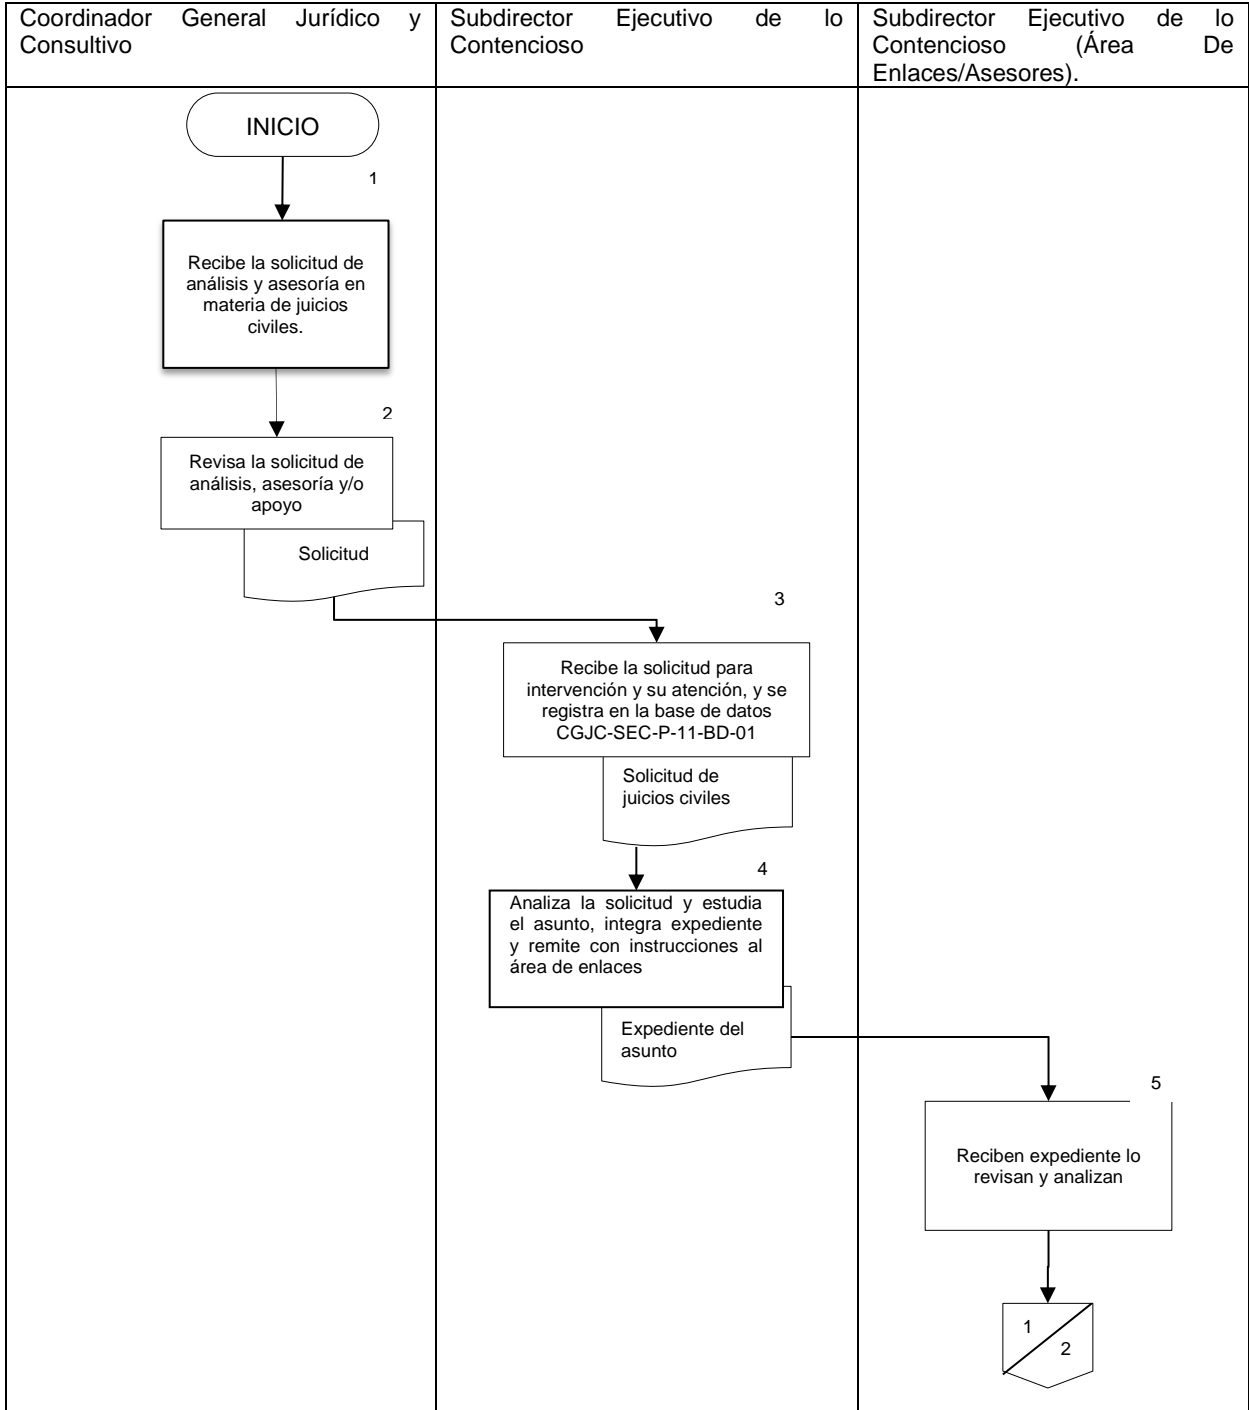 Coordinador General Jurídico y
Consultivo
Subdirector Ejecutivo de lo
Contencioso
Subdirector Ejecutivo de lo
Contencioso (Área De
Enlaces/Asesores).
INICIO
1
Recibe la solicitud de
análisis y asesoría en
materia de juicios
civiles.
2
Revisa la solicitud de
análisis, asesoría y/o
apoyo
Solicitud
3
Recibe la solicitud para
intervención y su atención, y se
registra en la base de datos
CGJC-SEC-P-11-BD-01
Solicitud de
juicios civiles
4
Analiza la solicitud y estudia
el asunto, integra expediente
y remite con instrucciones al
área de enlaces
Expediente del
asunto
5
Reciben expediente lo
revisan y analizan
1
2